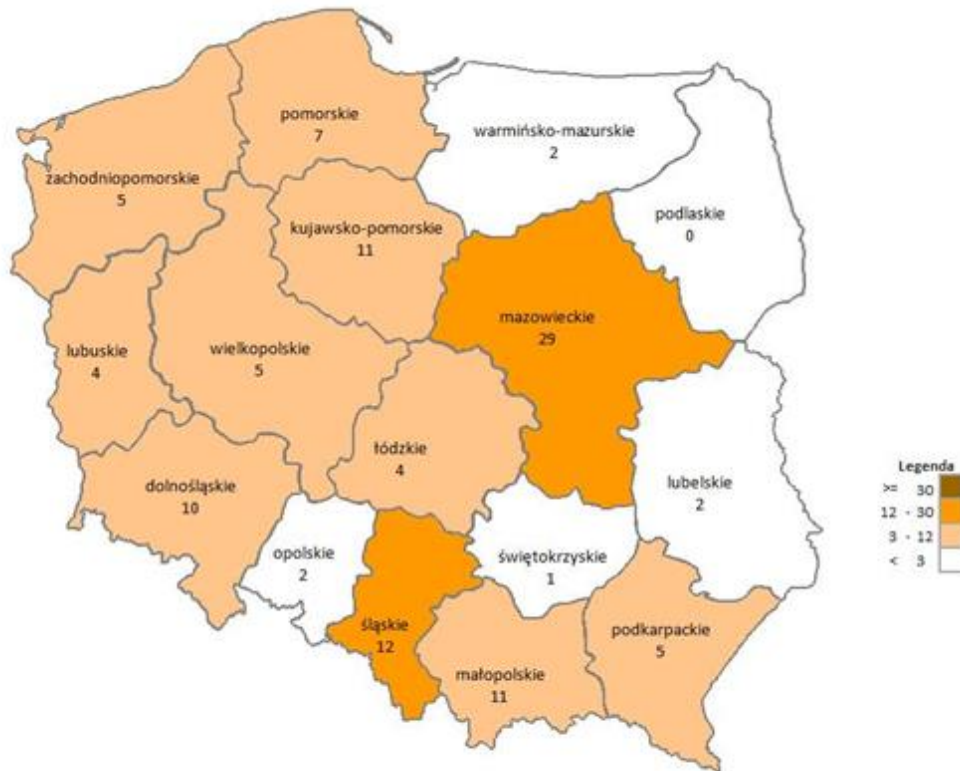 pomorskie
7
warmińsko-mazurskie
2
zachodniopomorskie
5
podlaskie
0
kujawsko-pomorskie
11
mazowieckie
29
lubuskie
4
wielkopolskie
5
łódzkie
4
dolnośląskie
10
lubelskie
2
opolskie
2
świętokrzyskie
1
śląskie
12
podkarpackie
5
małopolskie
11
Legenda
>= 30
12 - 30
3 - 12
< 3